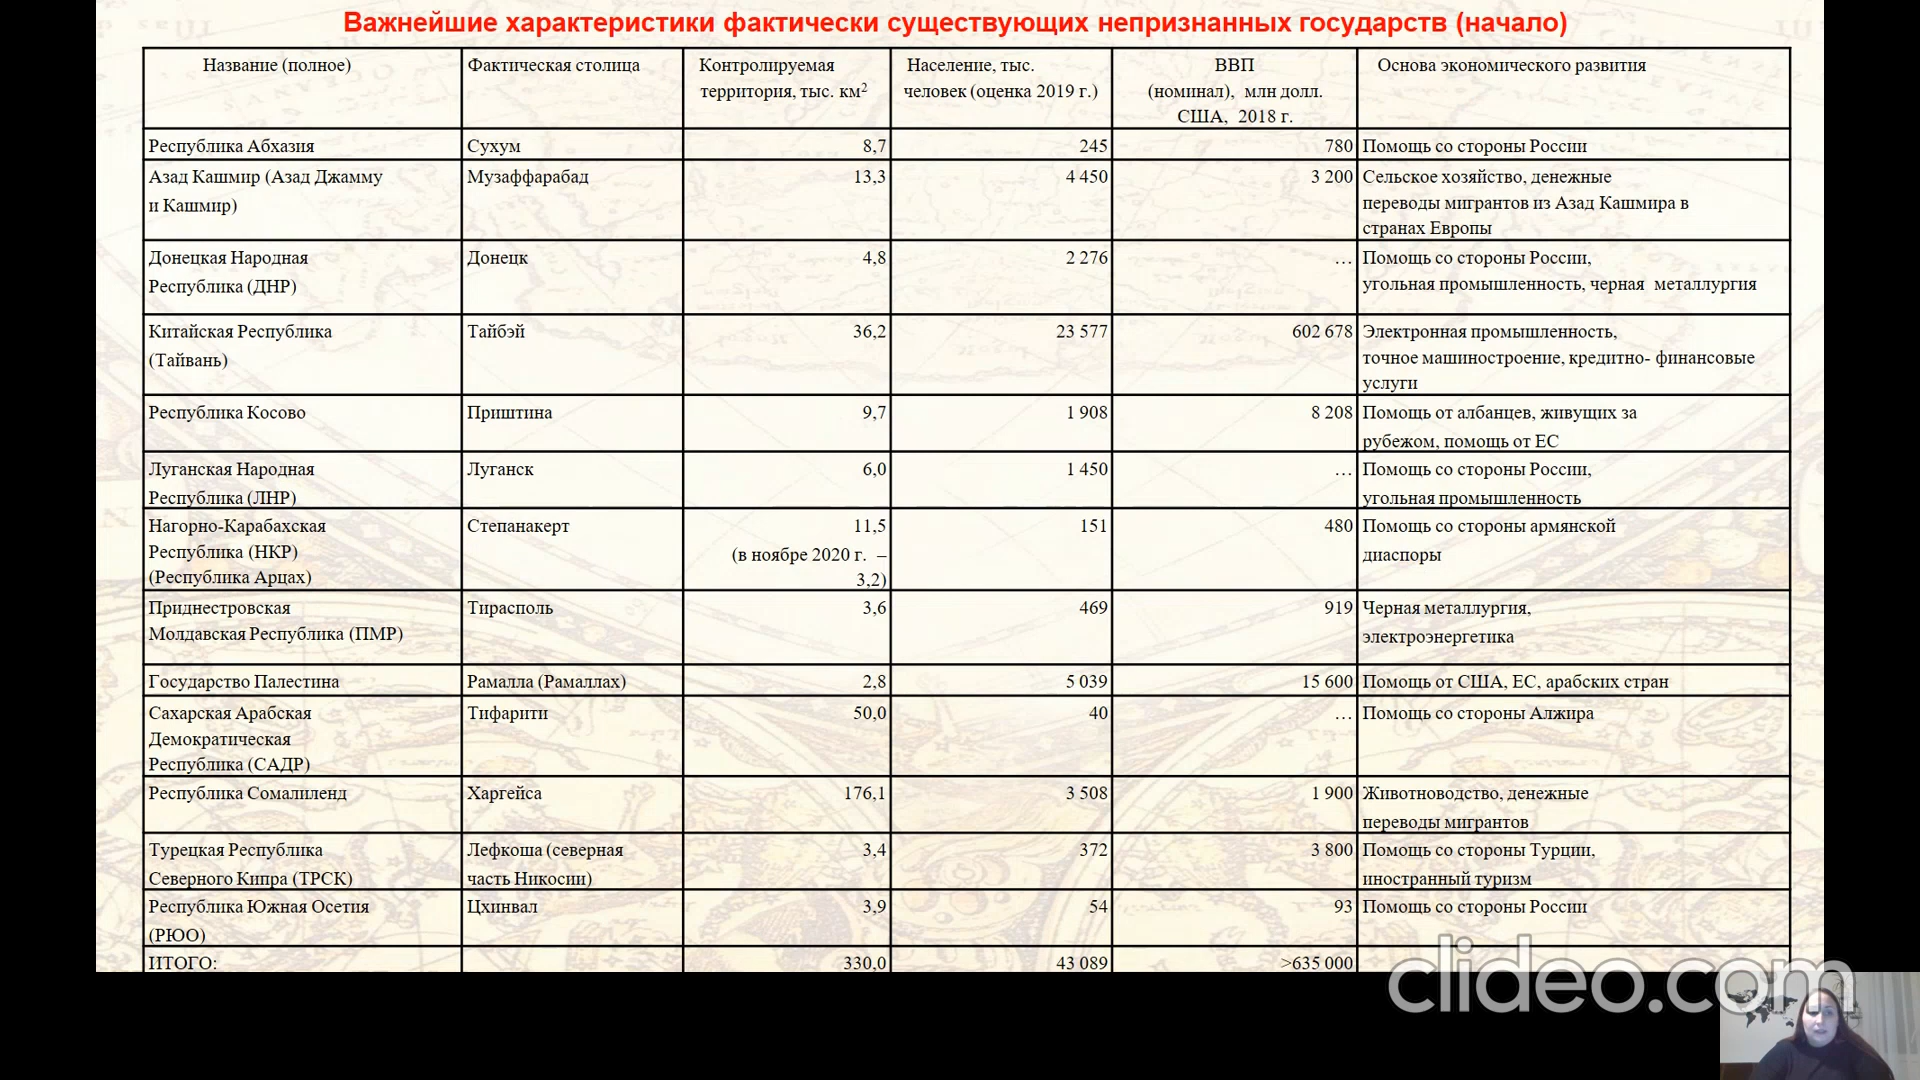 Важнейшие характеристики фактически существующих непризнанных государств (начало)
Название (полное)
Фактическая столица
Контролируемая
территория, тыс. км²
Население, тыс.
человек (оценка 2019 г.)
ВВП
(номинал), млн долл.
США, 2018 г.
Основа экономического развития
Республика Абхазия
Сухум
8,7
245
780
Помощь со стороны России
Азад Кашмир (Азад Джамму
и Кашмир)
Музаффарабад
13,3
4 450
3 200
Сельское хозяйство, денежные
переводы мигрантов из Азад Кашмира в
странах Европы
Донецкая Народная
Республика (ДНР)
Донецк
4,8
2 276
…
Помощь со стороны России,
угольная промышленность, черная металлургия
Китайская Республика
(Тайвань)
Тайбэй
36,2
23 577
602 678
Электронная промышленность,
точное машиностроение, кредитно- финансовые
услуги
Республика Косово
Приштина
9,7
1 908
8 208
Помощь от албанцев, живущих за
рубежом, помощь от ЕС
Луганская Народная
Республика (ЛНР)
Луганск
6,0
1 450
…
Помощь со стороны России,
угольная промышленность
Нагорно-Карабахская
Республика (НКР)
(Республика Арцах)
Степанакерт
11,5
(в ноябре 2020 г. –
3,2)
151
480
Помощь со стороны армянской
диаспоры
Приднестровская
Молдавская Республика (ПМР)
Тирасполь
3,6
469
919
Черная металлургия,
электроэнергетика
Государство Палестина
Рамалла (Рамаллах)
2,8
5 039
15 600
Помощь от США, ЕС, арабских стран
Сахарская Арабская
Демократическая
Республика (САДР)
Тифарити
50,0
40
…
Помощь со стороны Алжира
Республика Сомалиленд
Харгейса
176,1
3 508
1 900
Животноводство, денежные
переводы мигрантов
Турецкая Республика
Северного Кипра (ТРСК)
Лефкоша (северная
часть Никосии)
3,4
372
3 800
Помощь со стороны Турции,
иностранный туризм
Республика Южная Осетия
(РЮО)
Цхинвал
3,9
54
93
Помощь со стороны России
ИТОГО:
330,0
43 089
>635 000
clideo.com